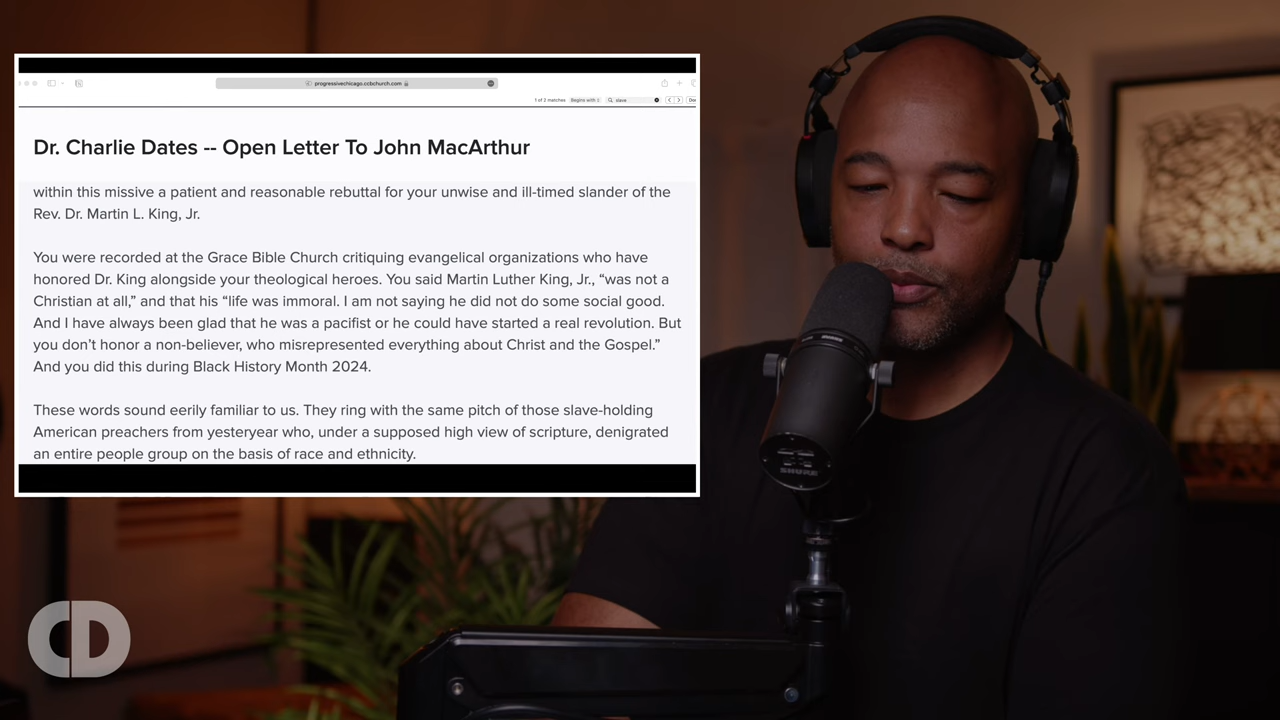 progressivechicago.ccbchurch.com
1 of 2 matches Begins with slave
Dr. Charlie Dates -- Open Letter To John MacArthur
within this missive a patient and reasonable rebuttal for your unwise and ill-timed slander of the
Rev. Dr. Martin L. King, Jr.
You were recorded at the Grace Bible Church critiquing evangelical organizations who have
honored Dr. King alongside your theological heroes. You said Martin Luther King, Jr., “was not a
Christian at all,” and that his “life was immoral. I am not saying he did not do some social good.
And I have always been glad that he was a pacifist or he could have started a real revolution. But
you don’t honor a non-believer, who misrepresented everything about Christ and the Gospel.”
And you did this during Black History Month 2024.
These words sound eerily familiar to us. They ring with the same pitch of those slave-holding
American preachers from yesteryear who, under a supposed high view of scripture, denigrated
an entire people group on the basis of race and ethnicity.
SHURE
CD